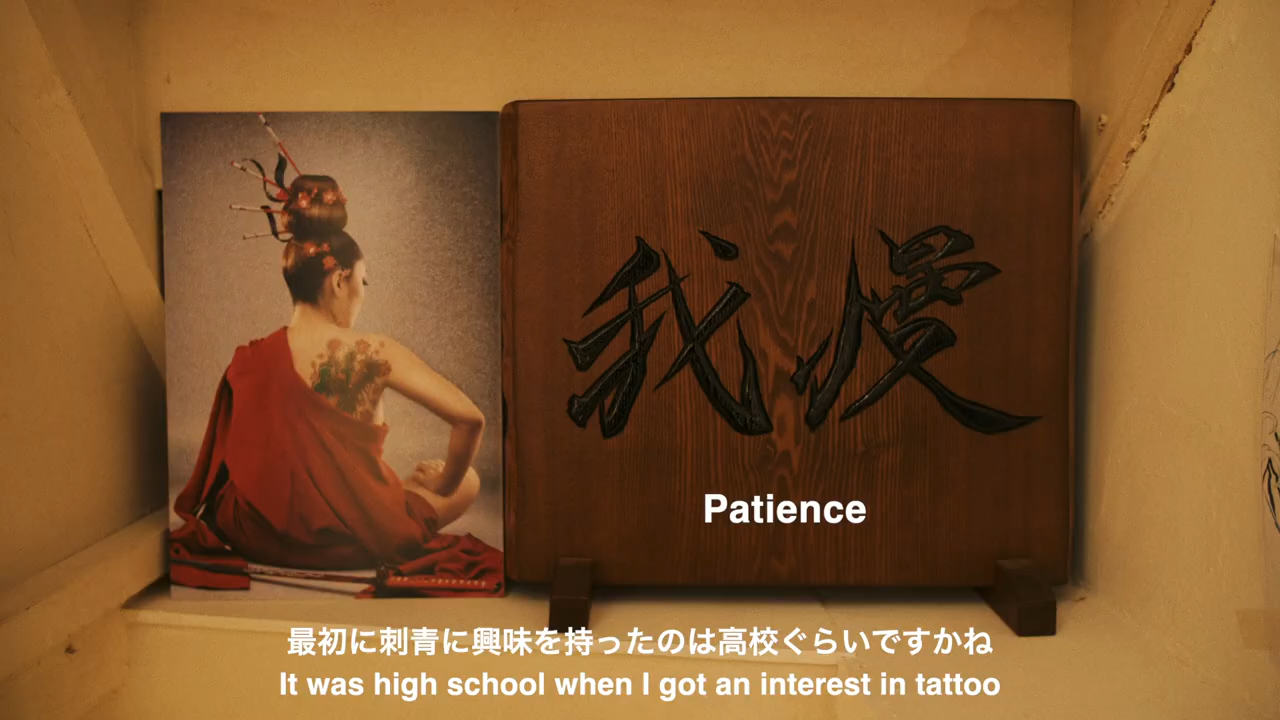 我慢
Patience
最初に刺青に興味を持ったのは高校ぐらいですかね
It was high school when I got an interest in tattoo